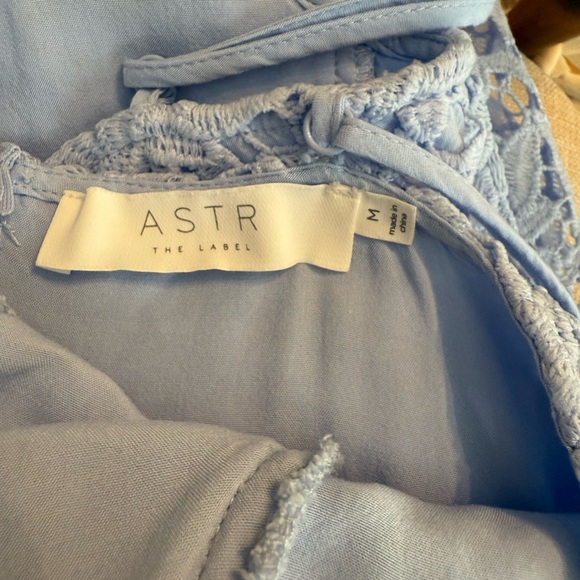 ASTR
THE LABEL
M
made in
china